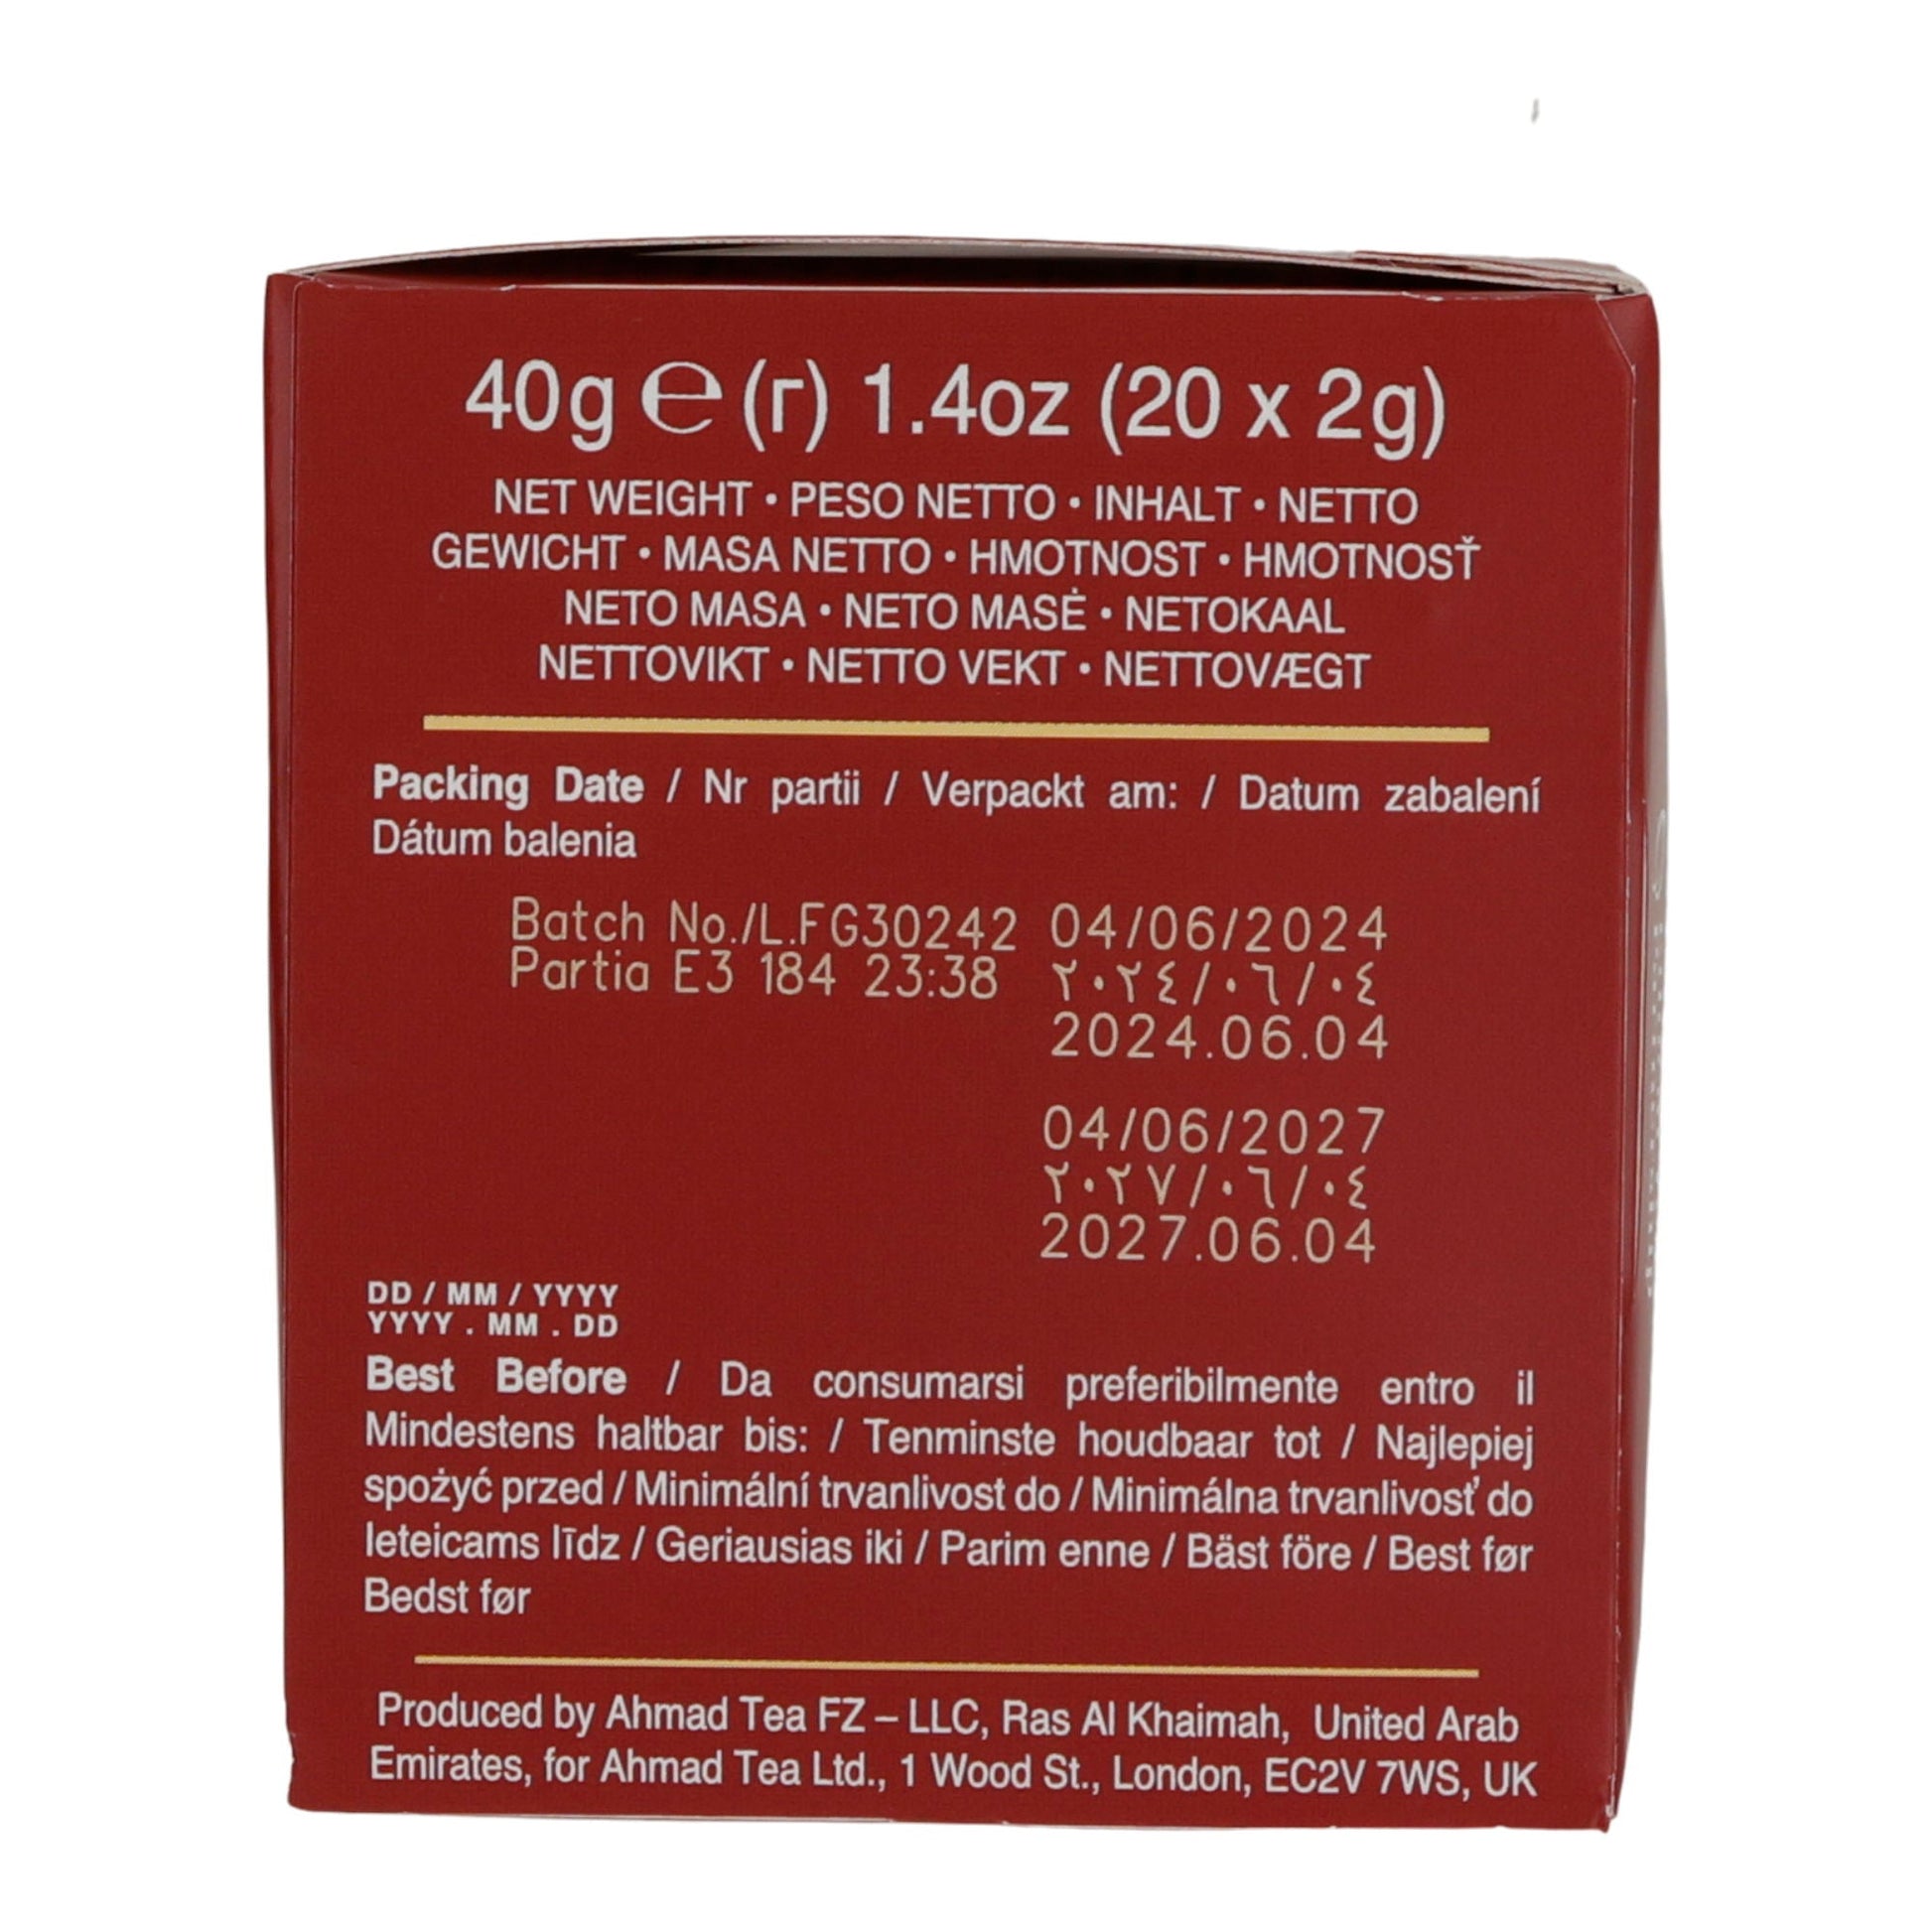 40g ℮ (г) 1.4oz (20 x 2g)
NET WEIGHT • PESO NETTO • INHALT • NETTO
GEWICHT • MASA NETTO • HMOTNOST • HMOTNOSŤ
NETO MASA • NETO MASĖ • NETOKAAL
NETTOVIKT • NETTO VEKT • NETTOVÆGT
Packing Date / Nr partii / Verpackt am: / Datum zabalení
Dátum balenia
Batch No./L.FG30242 04/06/2024
Partia E3 184 23:38 ٢٠٢٤/٠٦/٠٤
2024.06.04
04/06/2027
٢٠٢٧/٠٦/٠٤
2027.06.04
DD / MM / YYYY
YYYY . MM . DD
Best Before / Da consumarsi preferibilmente entro il
Mindestens haltbar bis: / Tenminste houdbaar tot / Najlepiej
spożyć przed / Minimální trvanlivost do / Minimálna trvanlivosť do
Ieteicams līdz / Geriausias iki / Parim enne / Bäst före / Best før
Bedst før
Produced by Ahmad Tea FZ – LLC, Ras Al Khaimah, United Arab
Emirates, for Ahmad Tea Ltd., 1 Wood St., London, EC2V 7WS, UK